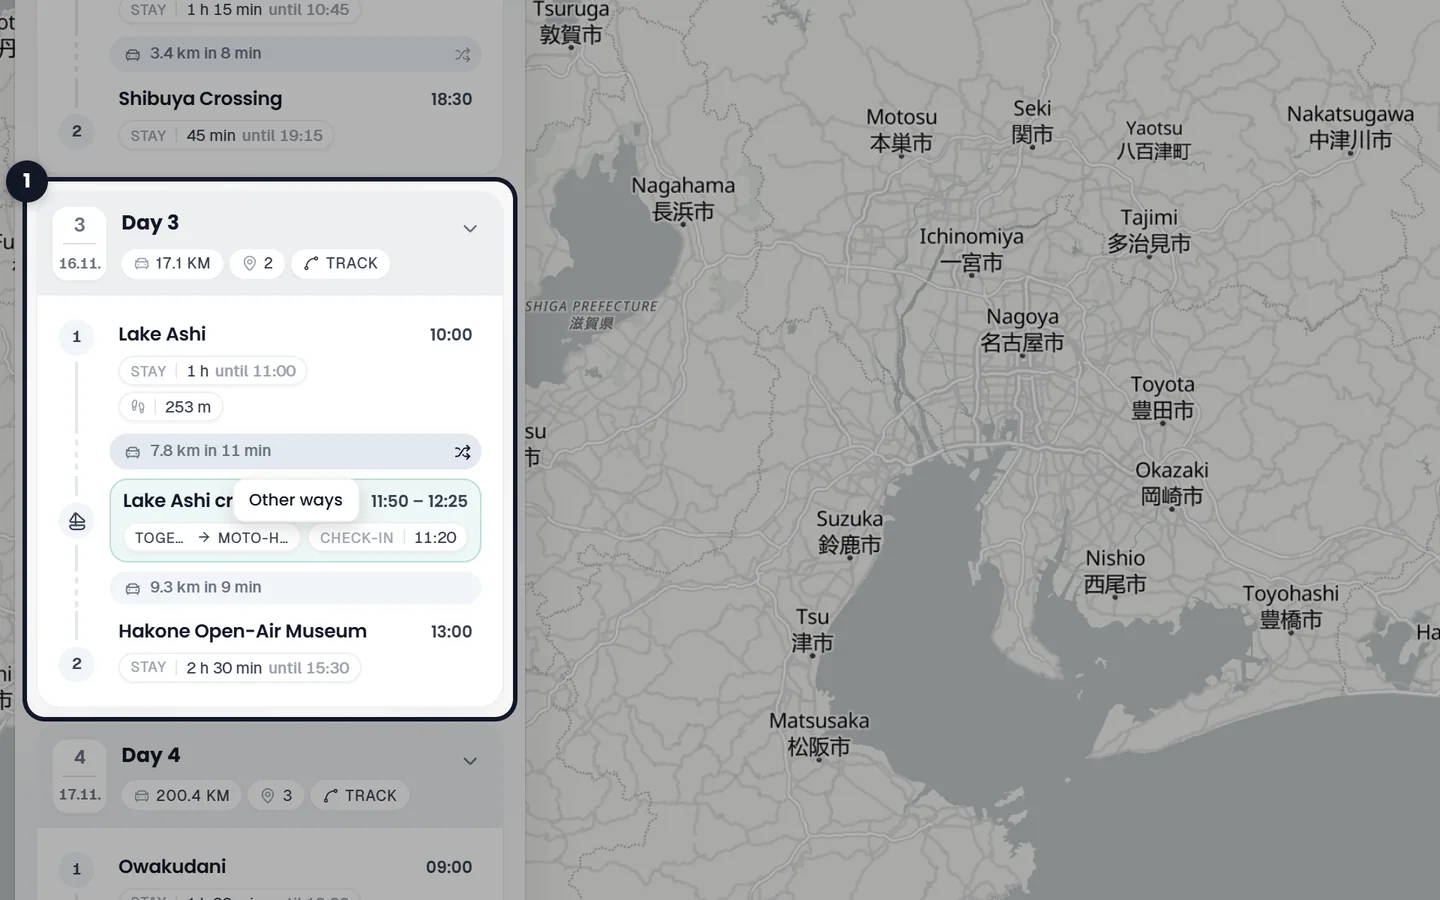 STAY 1 h 15 min until 10:45
3.4 km in 8 min
Shibuya Crossing 18:30
2 STAY 45 min until 19:15
1
3 Day 3
16.11. 17.1 KM 2 TRACK
1 Lake Ashi 10:00
STAY 1 h until 11:00
253 m
7.8 km in 11 min
Lake Ashi cr
Other ways
11:50 – 12:25
TOGE… → MOTO-H… CHECK-IN 11:20
9.3 km in 9 min
Hakone Open-Air Museum 13:00
2 STAY 2 h 30 min until 15:30
4 Day 4
17.11. 200.4 KM 3 TRACK
1 Owakudani 09:00
Tsuruga
敦賀市
Motosu
本巣市
Seki
関市
Yaotsu
八百津町
Nakatsugawa
中津川市
Nagahama
長浜市
Ichinomiya
一宮市
Tajimi
多治見市
SHIGA PREFECTURE
滋賀県
Nagoya
名古屋市
Toyota
豊田市
su
市
Okazaki
岡崎市
Suzuka
鈴鹿市
Nishio
西尾市
Toyohashi
豊橋市
Ha
Tsu
津市
Matsusaka
松阪市